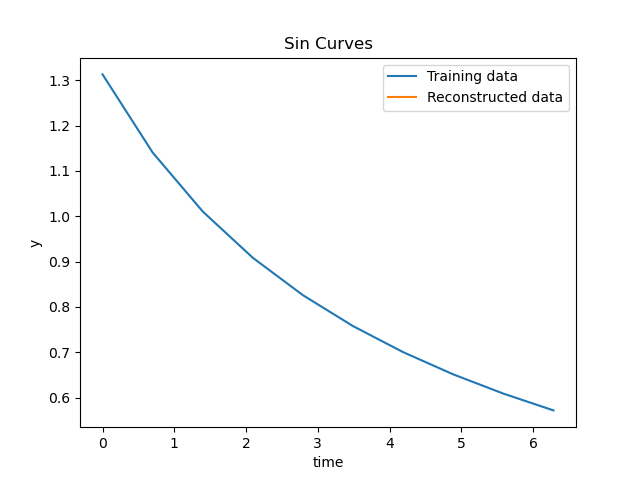 Sin Curves
Training data
Reconstructed data
1.3
1.2
1.1
1.0
0.9
0.8
0.7
0.6
y
0 1 2 3 4 5 6
time